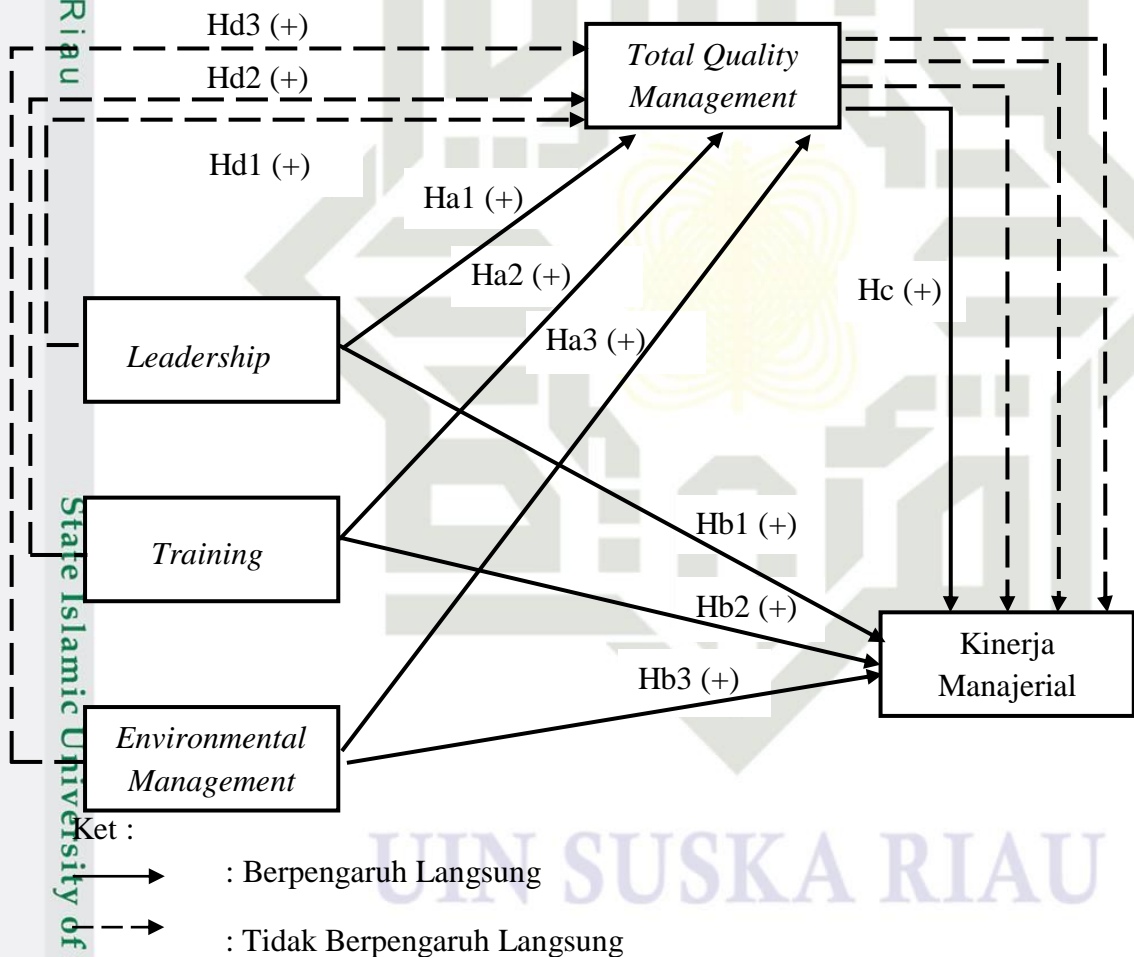 Riau
Hd3 (+)
Hd2 (+)
Hd1 (+)
Total Quality
Management
Ha1 (+)
Ha2 (+)
Ha3 (+)
Hc (+)
Leadership
Training
Environmental
Management
Hb1 (+)
Hb2 (+)
Hb3 (+)
Kinerja
Manajerial
State Islamic University of
Ket :
: Berpengaruh Langsung
: Tidak Berpengaruh Langsung
UIN SUSKA RIAU